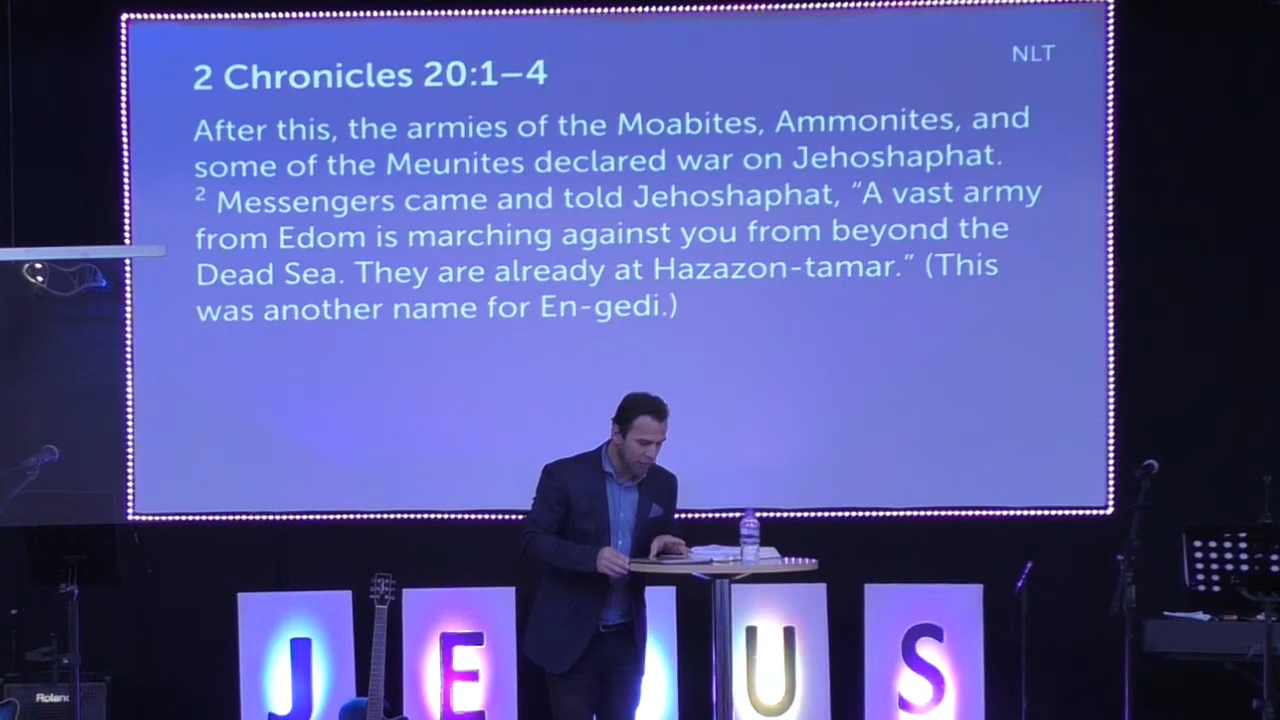 2 Chronicles 20:1–4
NLT
After this, the armies of the Moabites, Ammonites, and
some of the Meunites declared war on Jehoshaphat.
2 Messengers came and told Jehoshaphat, “A vast army
from Edom is marching against you from beyond the
Dead Sea. They are already at Hazazon-tamar.” (This
was another name for En-gedi.)
J E U S
Roland